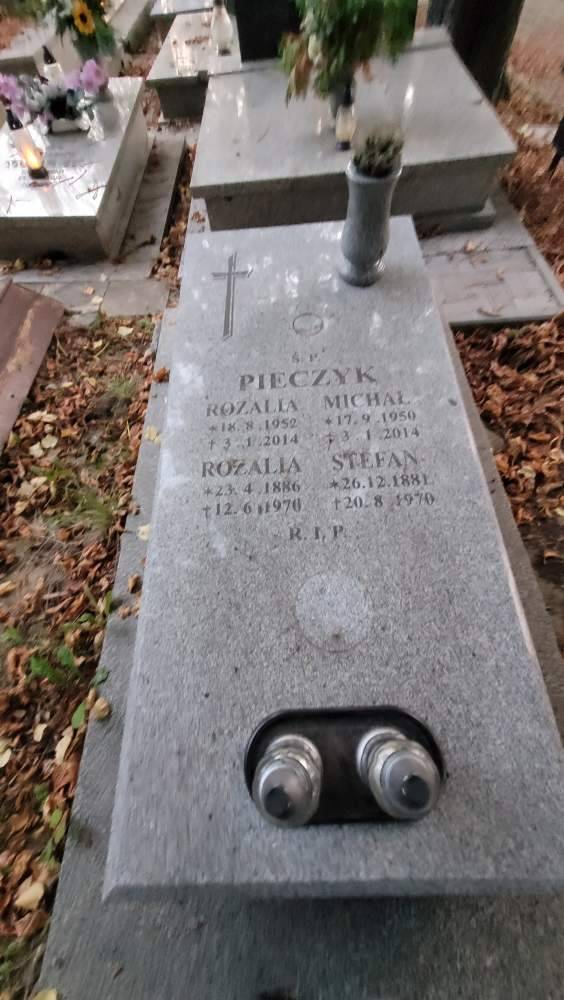 Ś. P.
PIECZYK
ROZALIA MICHAŁ
*18.8.1952 *17.9.1950
†3.1.2014 †3.1.2014
ROZALIA STEFAN
*23.4.1886 *26.12.1881
†12.6.1970 †20.8.1970
R.I.P.